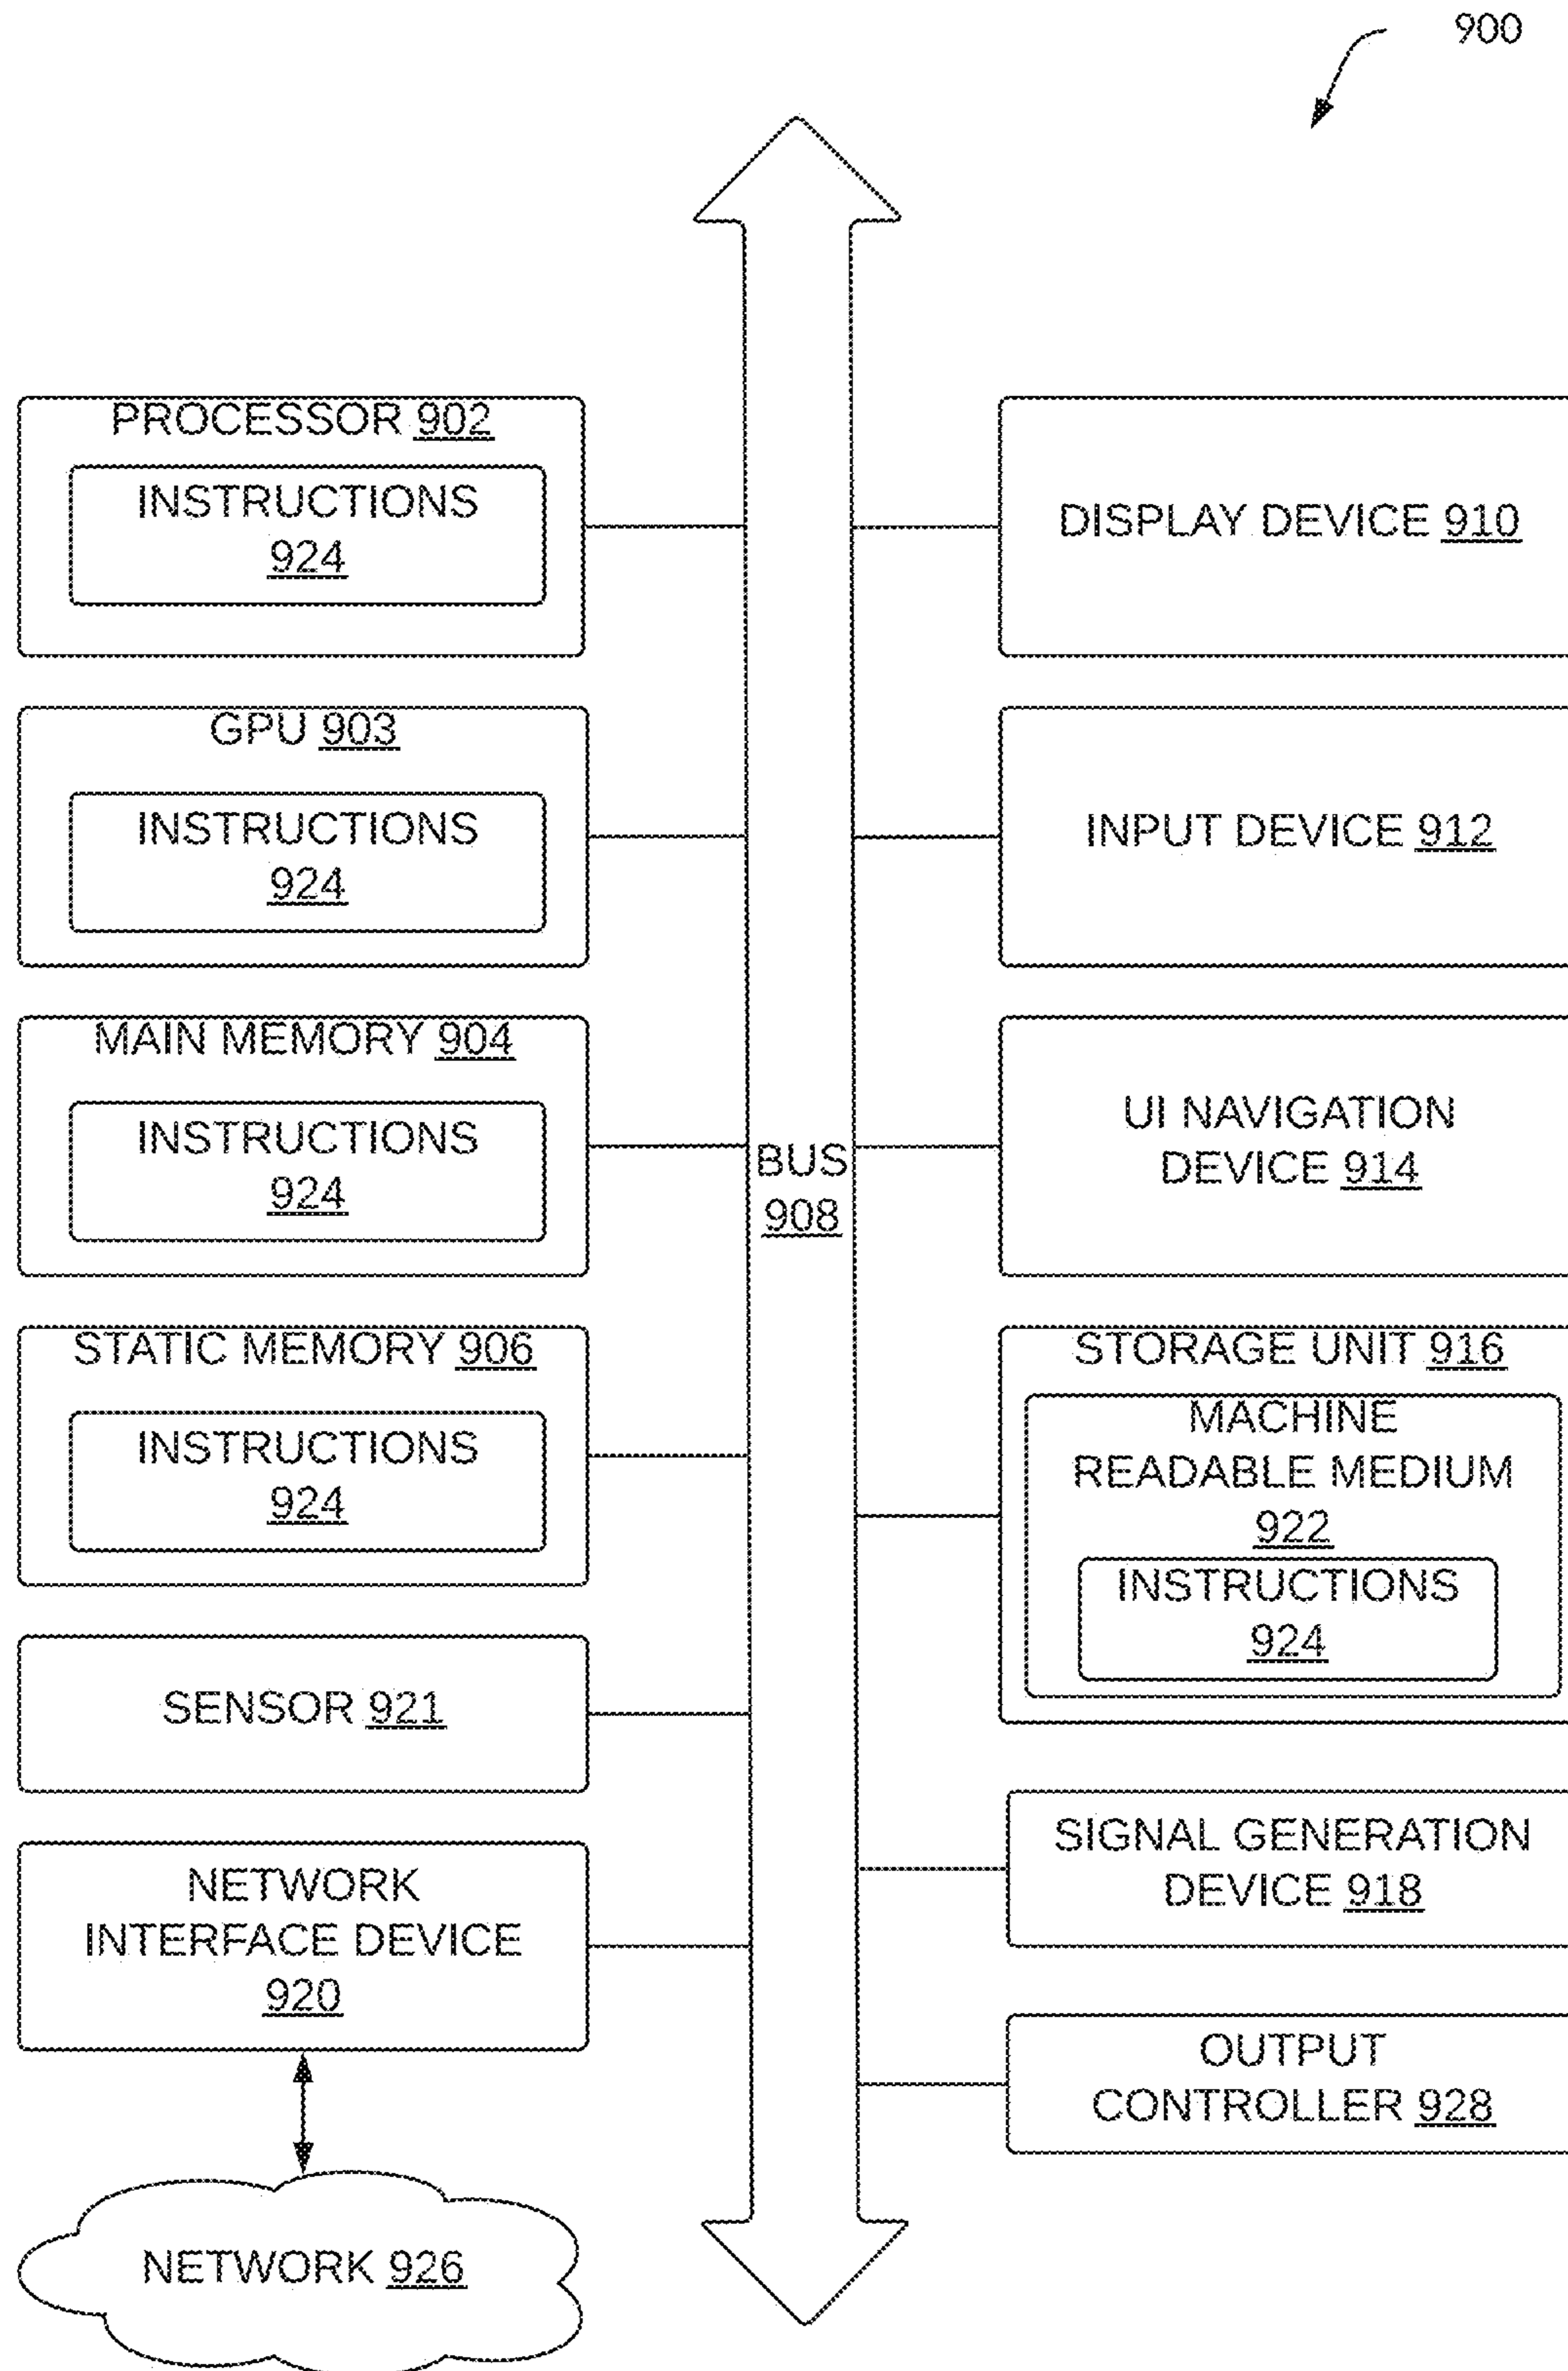 900
PROCESSOR 902
INSTRUCTIONS
924
GPU 903
INSTRUCTIONS
924
MAIN MEMORY 904
INSTRUCTIONS
924
STATIC MEMORY 906
INSTRUCTIONS
924
SENSOR 921
NETWORK
INTERFACE DEVICE
920
NETWORK 926
BUS
908
DISPLAY DEVICE 910
INPUT DEVICE 912
UI NAVIGATION
DEVICE 914
STORAGE UNIT 916
MACHINE
READABLE MEDIUM
922
INSTRUCTIONS
924
SIGNAL GENERATION
DEVICE 918
OUTPUT
CONTROLLER 928